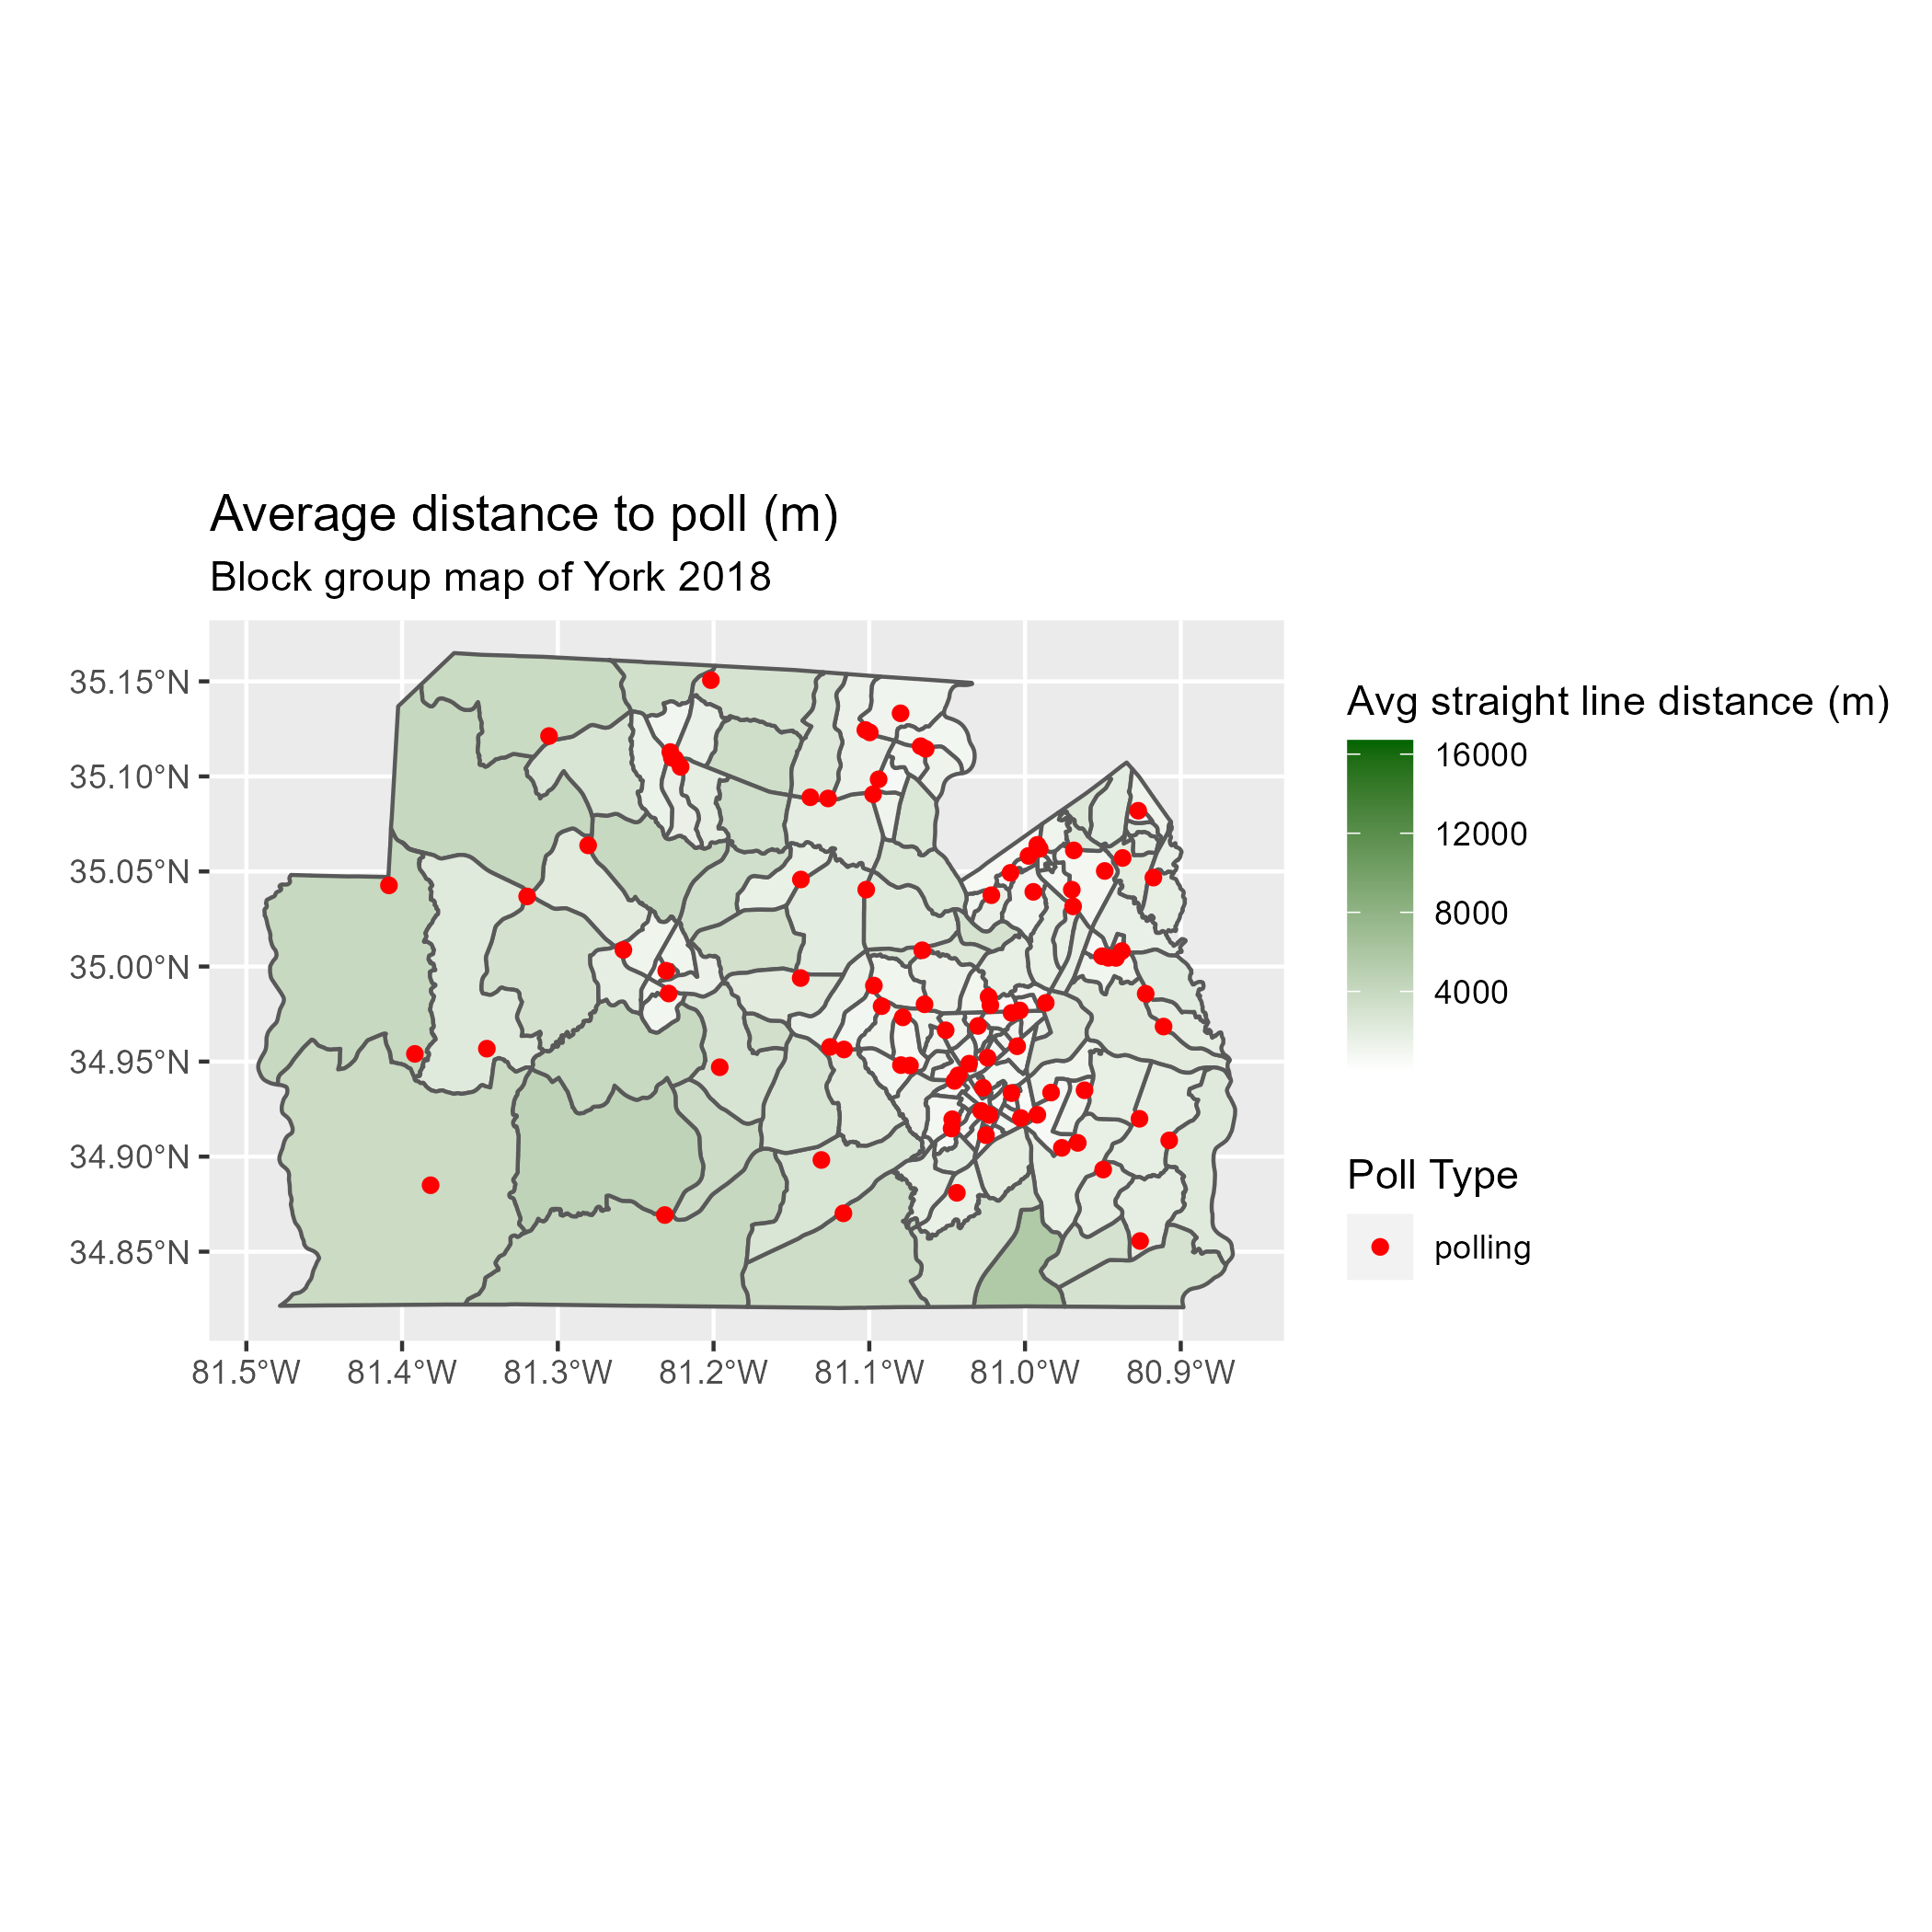 Average distance to poll (m)
Block group map of York 2018
35.15°N
35.10°N
35.05°N
35.00°N
34.95°N
34.90°N
34.85°N
81.5°W 81.4°W 81.3°W 81.2°W 81.1°W 81.0°W 80.9°W
Avg straight line distance (m)
16000
12000
8000
4000
Poll Type
polling